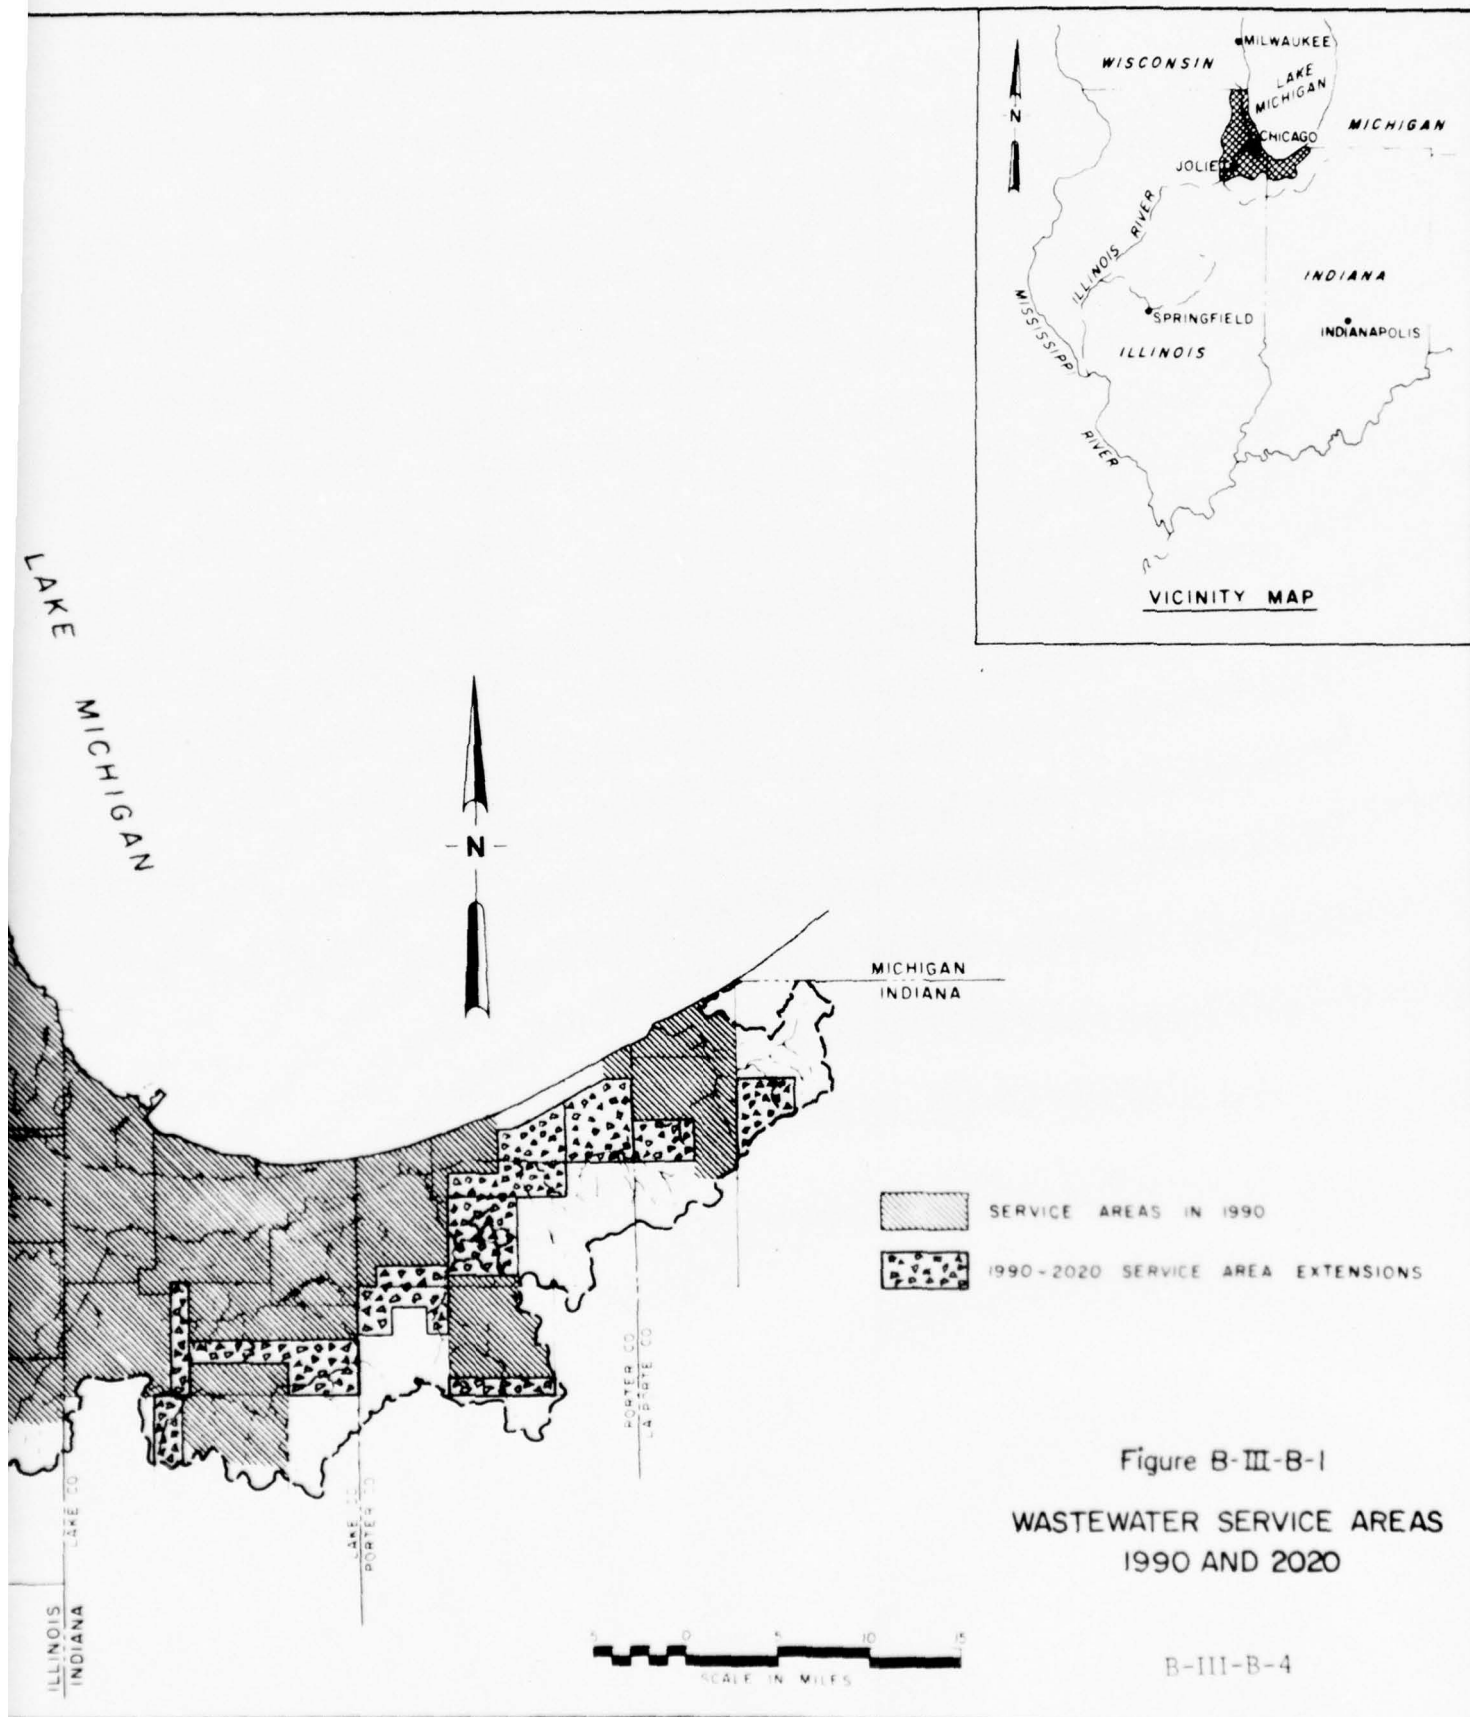 MILWAUKEE
WISCONSIN
LAKE
MICHIGAN
N
MICHIGAN
CHICAGO
JOLIET
ILLINOIS RIVER
INDIANA
MISSISSIPPI
SPRINGFIELD
INDIANAPOLIS
ILLINOIS
RIVER
VICINITY MAP
LAKE MICHIGAN
N
MICHIGAN
INDIANA
SERVICE AREAS IN 1990
1990-2020 SERVICE AREA EXTENSIONS
PORTER CO
LA PORTE CO
LAKE CO
LAKE CO
PORTER CO
ILLINOIS
INDIANA
Figure B-III-B-1
WASTEWATER SERVICE AREAS
1990 AND 2020
5 0 5 10 15
SCALE IN MILES
B-III-B-4